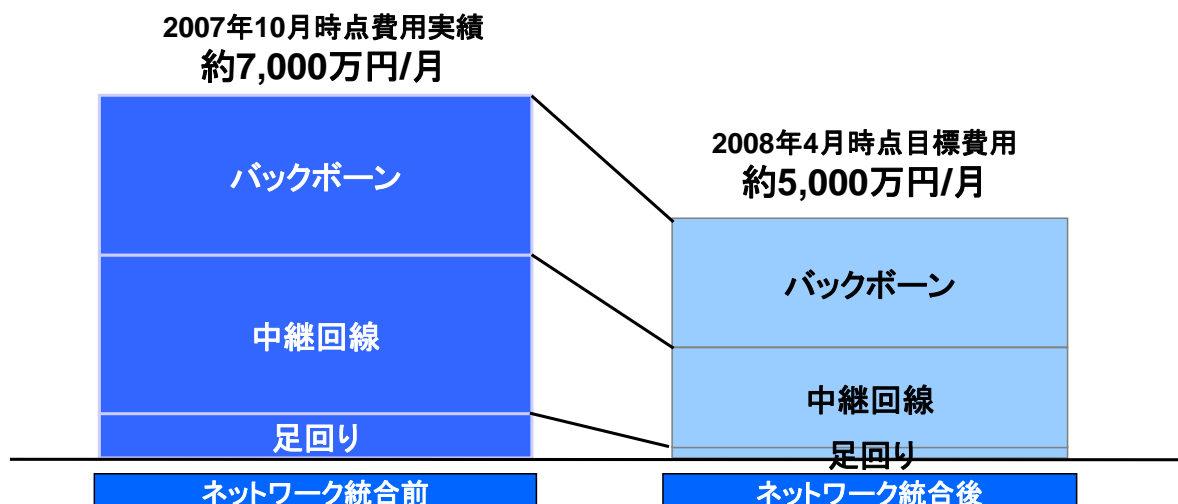 2007年10月時点費用実績
約7,000万円/月
バックボーン
中継回線
足回り
ネットワーク統合前
2008年4月時点目標費用
約5,000万円/月
バックボーン
中継回線
足回り
ネットワーク統合後